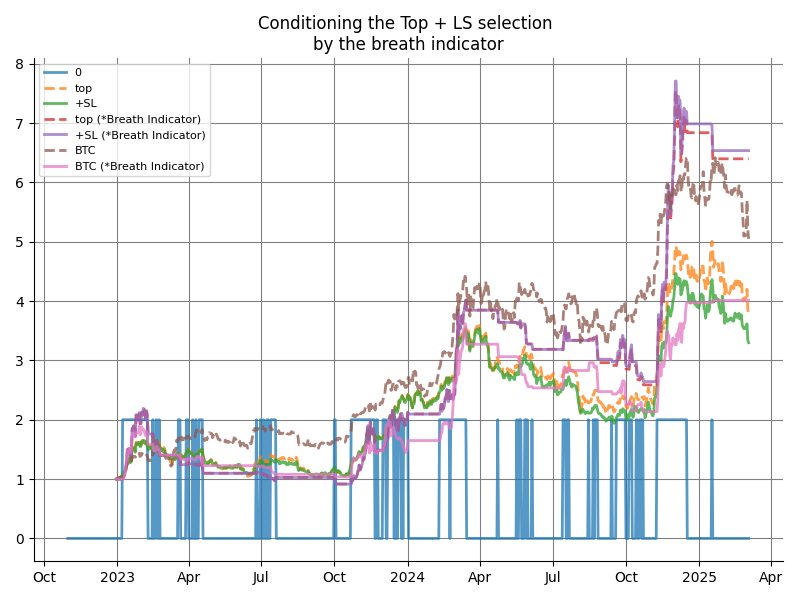 Conditioning the Top + LS selection
by the breath indicator
8
7
6
5
4
3
2
1
0
0
top
+SL
top (*Breath Indicator)
+SL (*Breath Indicator)
BTC
BTC (*Breath Indicator)
Oct 2023 Apr Jul Oct 2024 Apr Jul Oct 2025 Apr